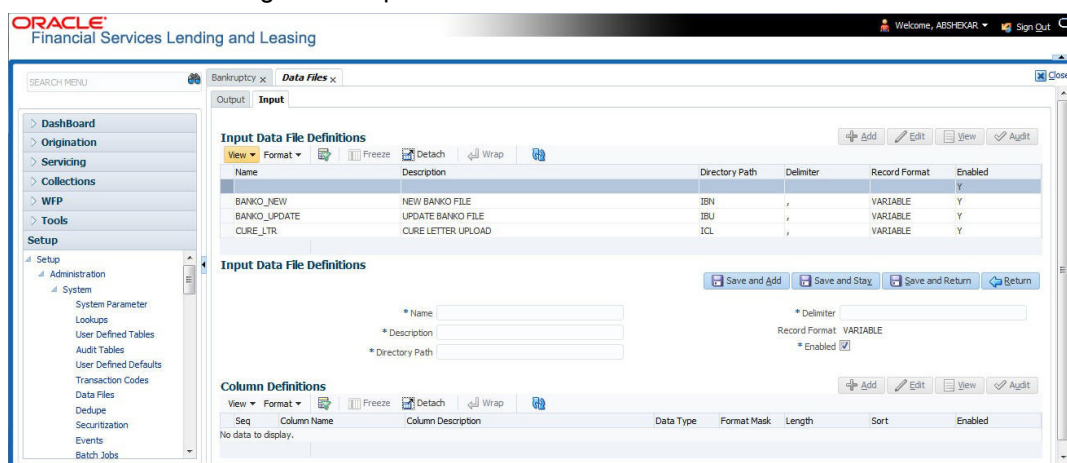 ORACLE
Financial Services Lending and Leasing
Welcome, ABSHEKAR
Sign Out
SEARCH MENU
Bankruptcy x Data Files x
Close
Output Input
DashBoard
Origination
Servicing
Collections
WFP
Tools
Setup
Setup
Administration
System
System Parameter
Lookups
User Defined Tables
Audit Tables
User Defined Defaults
Transaction Codes
Data Files
Dedupe
Securitization
Events
Batch Jobs
Input Data File Definitions
Add Edit View Audit
View Format Freeze Detach Wrap
Name Description Directory Path Delimiter Record Format Enabled
Y
BANKO_NEW NEW BANKO FILE IBN , VARIABLE Y
BANKO_UPDATE UPDATE BANKO FILE IBU , VARIABLE Y
CURE_LTR CURE LETTER UPLOAD ICL , VARIABLE Y
Input Data File Definitions
Save and Add Save and Stay Save and Return Return
* Name * Delimiter
* Description Record Format VARIABLE
* Directory Path * Enabled
Column Definitions
Add Edit View Audit
View Format Freeze Detach Wrap
Seq Column Name Column Description Data Type Format Mask Length Sort Enabled
No data to display.